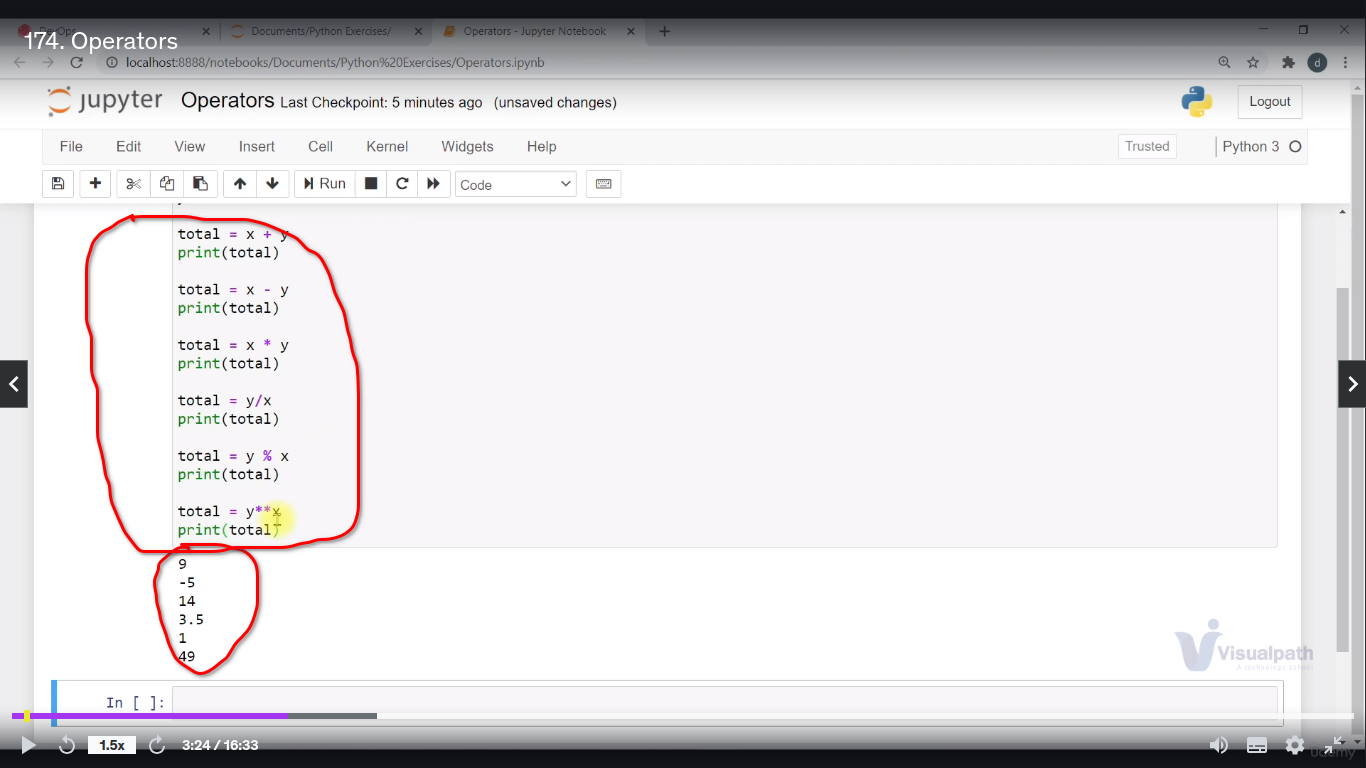 174. Operators
Documents/Python Exercises/
Operators - Jupyter Notebook
localhost:8888/notebooks/Documents/Python%20Exercises/Operators.ipynb
d
jupyter Operators Last Checkpoint: 5 minutes ago (unsaved changes)
Logout
File Edit View Insert Cell Kernel Widgets Help
Trusted
Python 3
Run
Code
total = x + y
print(total)
total = x - y
print(total)
total = x * y
print(total)
total = y/x
print(total)
total = y % x
print(total)
total = y**x
print(total)
9
-5
14
3.5
1
49
Visualpath
A technology school
In [ ]:
1.5x
3:24 / 16:33
Udemy